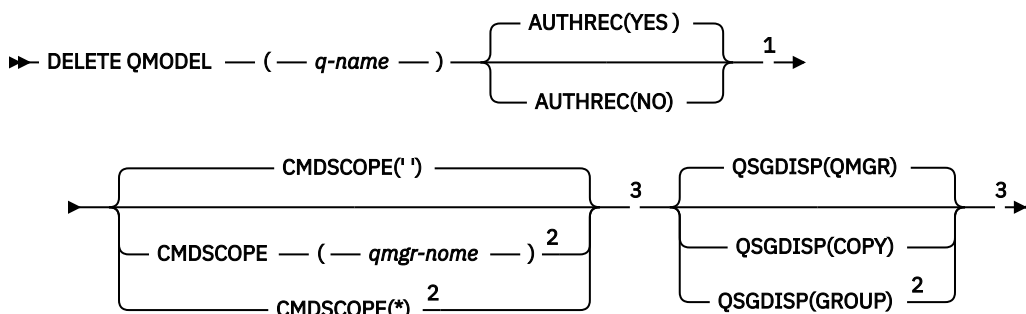 AUTHREC(YES )
DELETE QMODEL ( q-name ) 1
AUTHREC(NO)
CMDSCOPE(' ') QSGDISP(QMGR)
3 3
CMDSCOPE ( qmgr-nome ) 2 QSGDISP(COPY)
CMDSCOPE(*) 2 QSGDISP(GROUP) 2